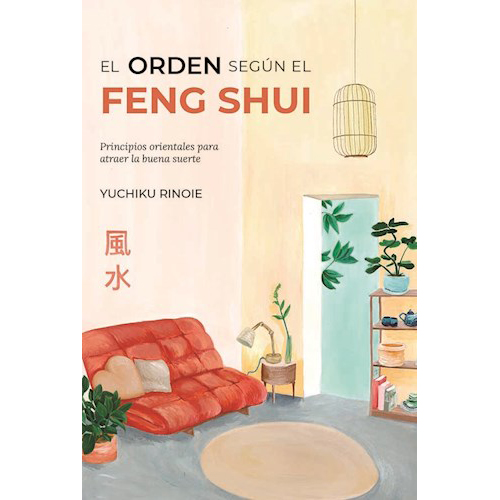 EL ORDEN SEGÚN EL
FENG SHUI
Principios orientales para
atraer la buena suerte
YUCHIKU RINOIE
風
水